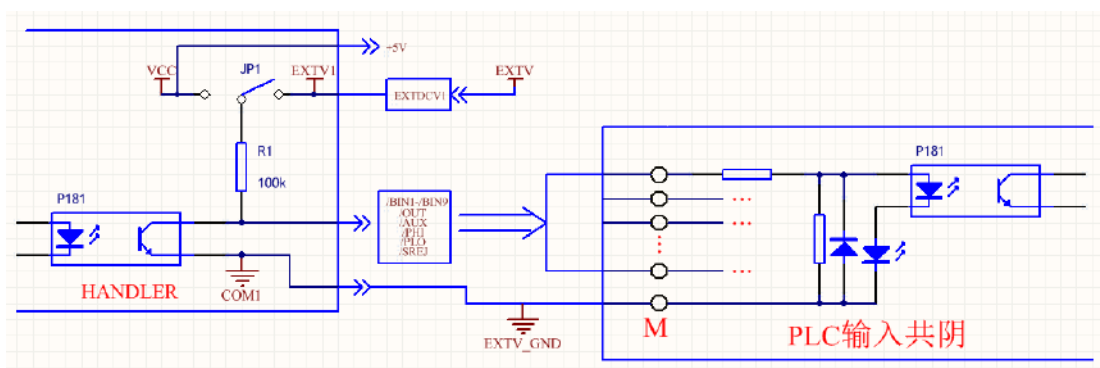 +5V
VCC
JP1
EXTV1
EXTV
EXTDCV1
R1
100k
P181
P181
/BIN1-/BIN9
/OUT
/AUX
/PHI
/PLO
/SREJ
...
...
...
HANDLER
COM1
EXTV_GND
M
PLC输入共阴